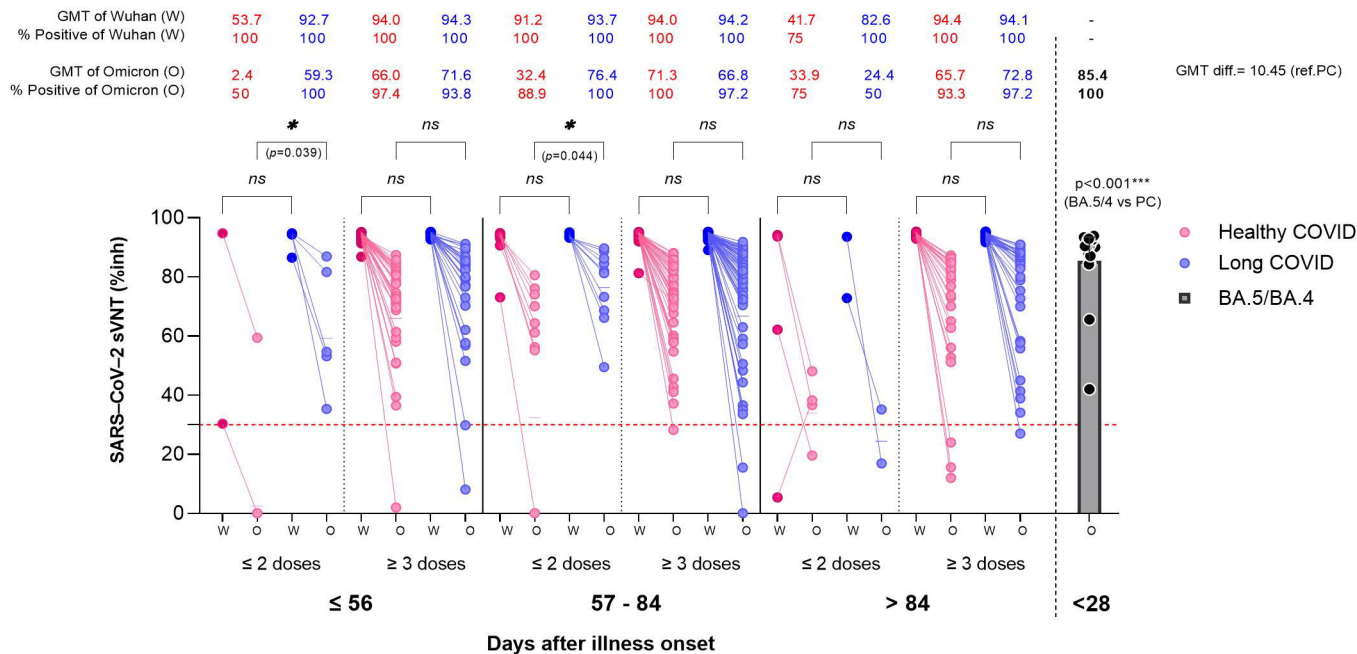 GMT of Wuhan (W) 53.7 92.7 94.0 94.3 91.2 93.7 94.0 94.2 41.7 82.6 94.4 94.1 -
% Positive of Wuhan (W) 100 100 100 100 100 100 100 100 75 100 100 100 -
GMT of Omicron (O) 2.4 59.3 66.0 71.6 32.4 76.4 71.3 66.8 33.9 24.4 65.7 72.8 85.4 GMT diff.= 10.45 (ref.PC)
% Positive of Omicron (O) 50 100 97.4 93.8 88.9 100 100 97.2 75 50 93.3 97.2 100
* ns * ns ns ns
(p=0.039) (p=0.044)
ns ns ns ns ns ns
p<0.001***
(BA.5/4 vs PC)
SARS–CoV–2 sVNT (%inh)
100
80
60
40
20
0
Healthy COVID
Long COVID
BA.5/BA.4
W O W O W O W O W O W O W O W O W O W O W O W O O
≤ 2 doses ≥ 3 doses ≤ 2 doses ≥ 3 doses ≤ 2 doses ≥ 3 doses
≤ 56 57 - 84 > 84 <28
Days after illness onset